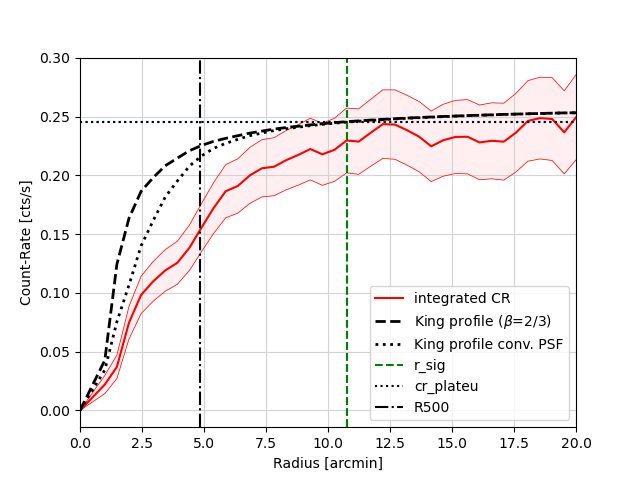 0.30
0.25
0.20
0.15
0.10
0.05
0.00
Count-Rate [cts/s]
integrated CR
King profile (β=2/3)
King profile conv. PSF
r_sig
cr_plateu
R500
0.0 2.5 5.0 7.5 10.0 12.5 15.0 17.5 20.0
Radius [arcmin]